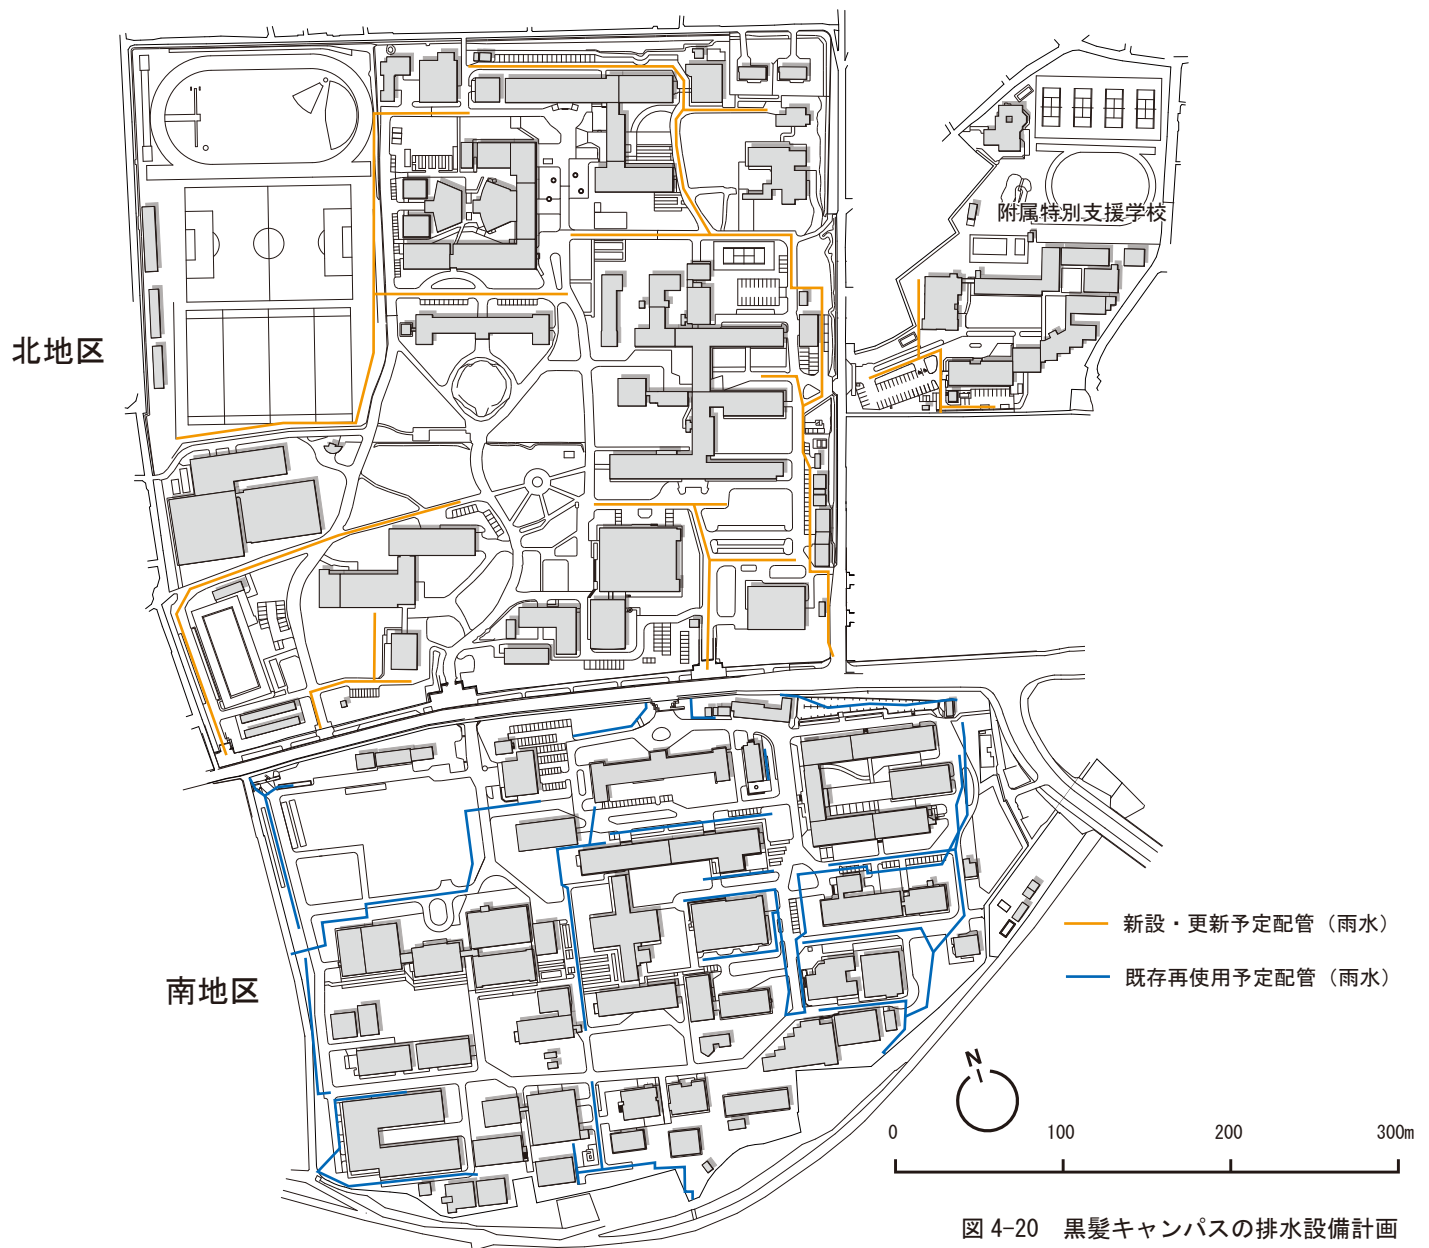 附属特別支援学校
北地区
新設・更新予定配管（雨水）
既存再使用予定配管（雨水）
南地区
N
0 100 200 300m
図 4-20 黒髪キャンパスの排水設備計画